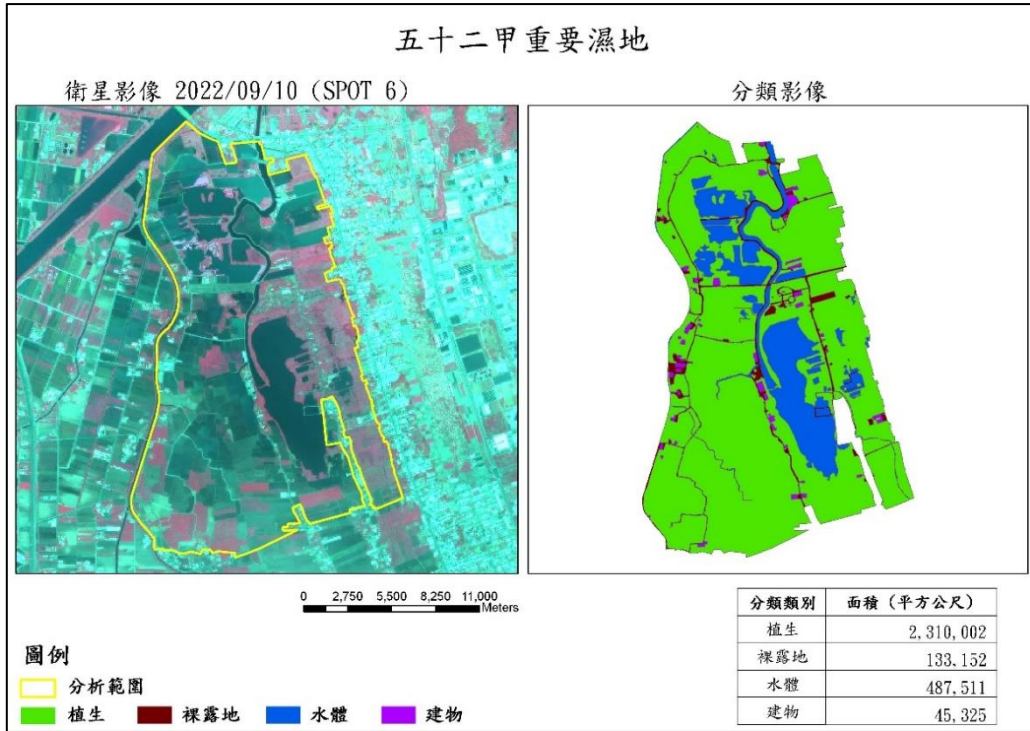 五十二甲重要濕地
衛星影像 2022/09/10 (SPOT 6)
分類影像
0 2,750 5,500 8,250 11,000
Meters
分類類別 面積 (平方公尺)
植生 2,310,002
裸露地 133,152
水體 487,511
建物 45,325
圖例
分析範圍
植生 裸露地 水體 建物